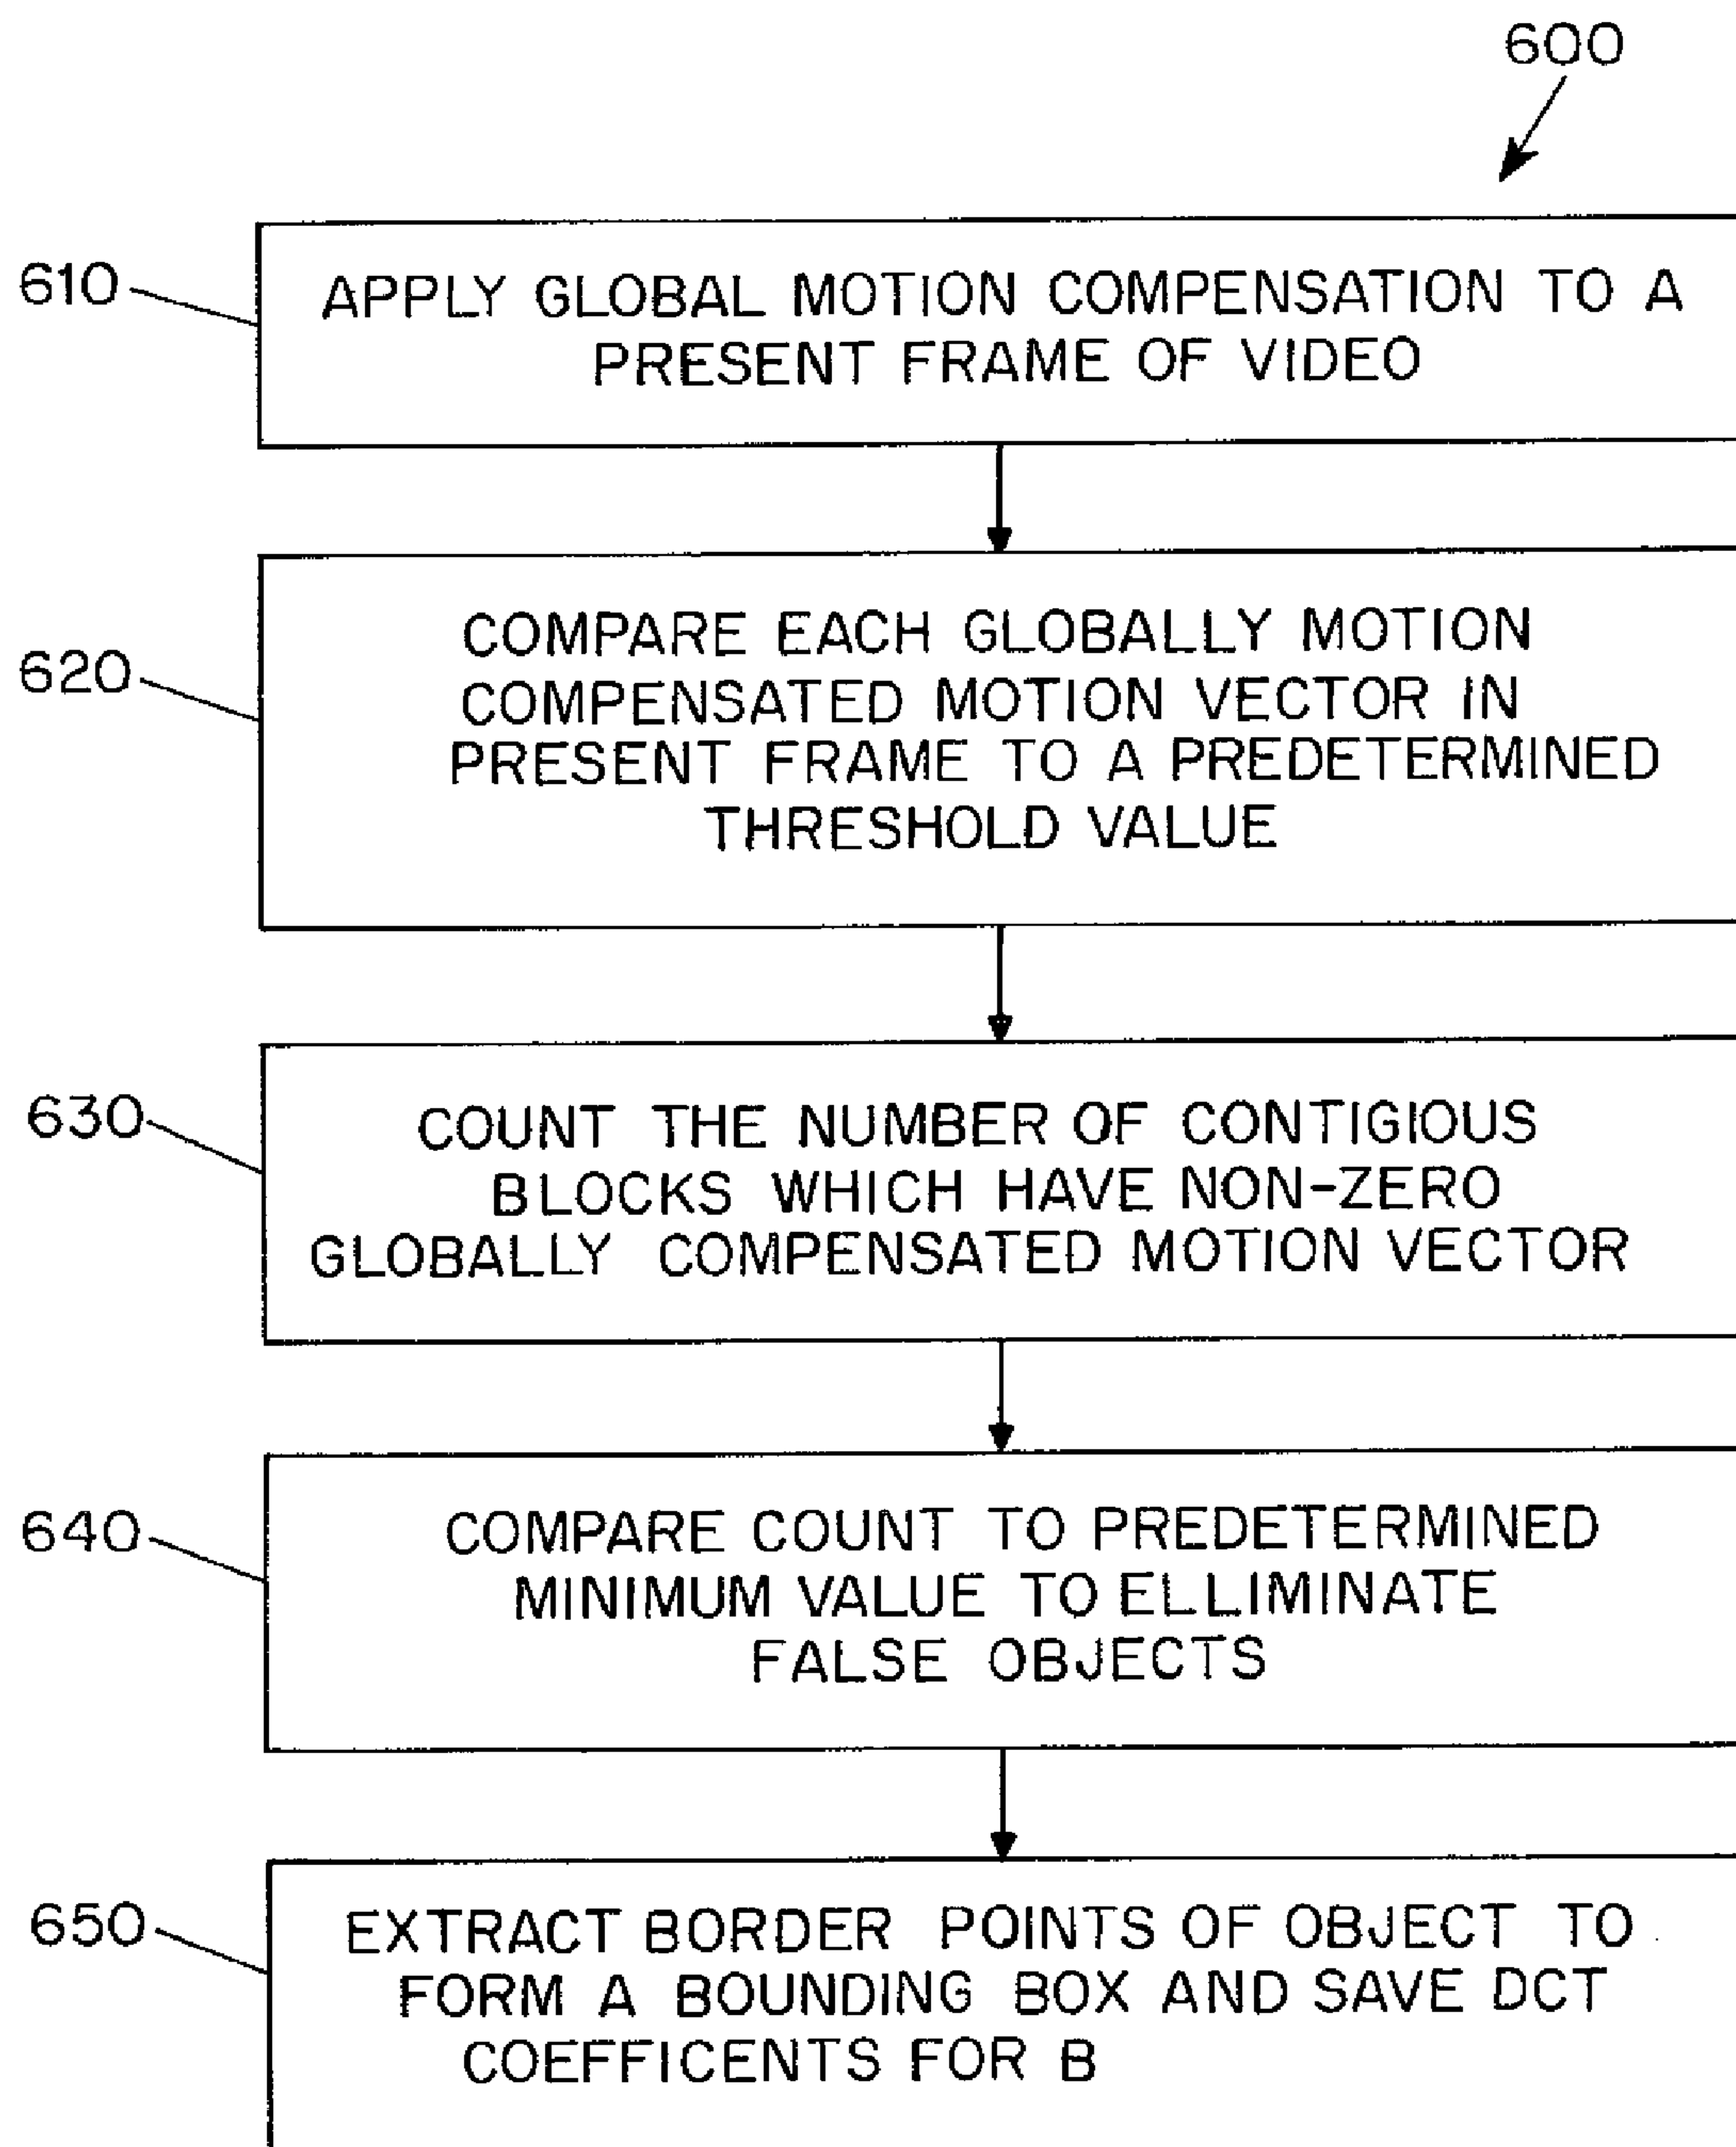 600
610
APPLY GLOBAL MOTION COMPENSATION TO A
PRESENT FRAME OF VIDEO
620
COMPARE EACH GLOBALLY MOTION
COMPENSATED MOTION VECTOR IN
PRESENT FRAME TO A PREDETERMINED
THRESHOLD VALUE
630
COUNT THE NUMBER OF CONTIGIOUS
BLOCKS WHICH HAVE NON-ZERO
GLOBALLY COMPENSATED MOTION VECTOR
640
COMPARE COUNT TO PREDETERMINED
MINIMUM VALUE TO ELLIMINATE
FALSE OBJECTS
650
EXTRACT BORDER POINTS OF OBJECT TO
FORM A BOUNDING BOX AND SAVE DCT
COEFFICENTS FOR B